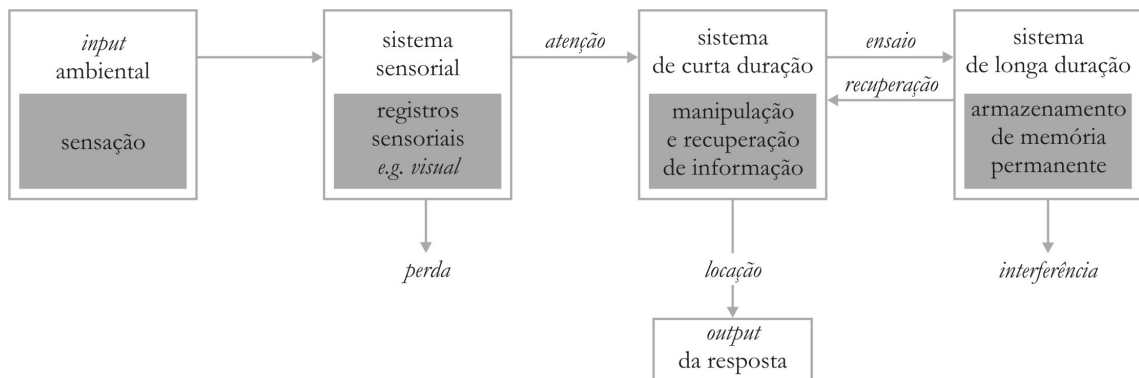 input
ambiental
sensação
sistema
sensorial
registros
sensoriais
e.g. visual
perda
atenção
sistema
de curta duração
manipulação
e recuperação
de informação
locação
output
da resposta
ensaio
recuperação
sistema
de longa duração
armazenamento
de memória
permanente
interferência